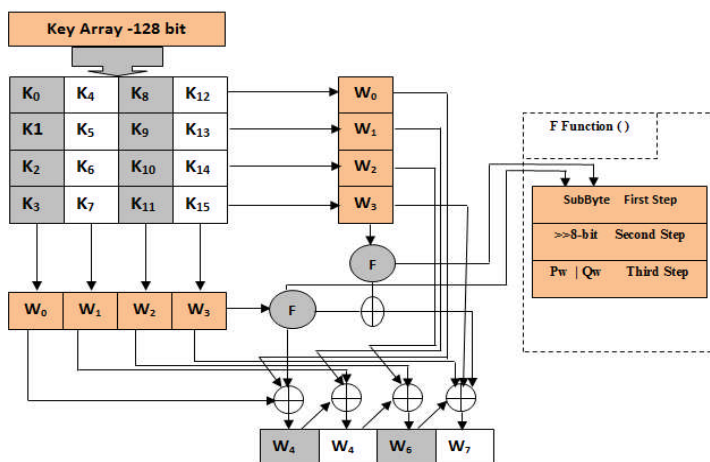 Key Array -128 bit
K₀ K₄ K₈ K₁₂
K1 K₅ K₉ K₁₃
K₂ K₆ K₁₀ K₁₄
K₃ K₇ K₁₁ K₁₅
W₀
W₁
W₂
W₃
F Function ( )
SubByte First Step
>>8-bit Second Step
Pw | Qw Third Step
F
W₀ W₁ W₂ W₃
F
W₄ W₄ W₆ W₇